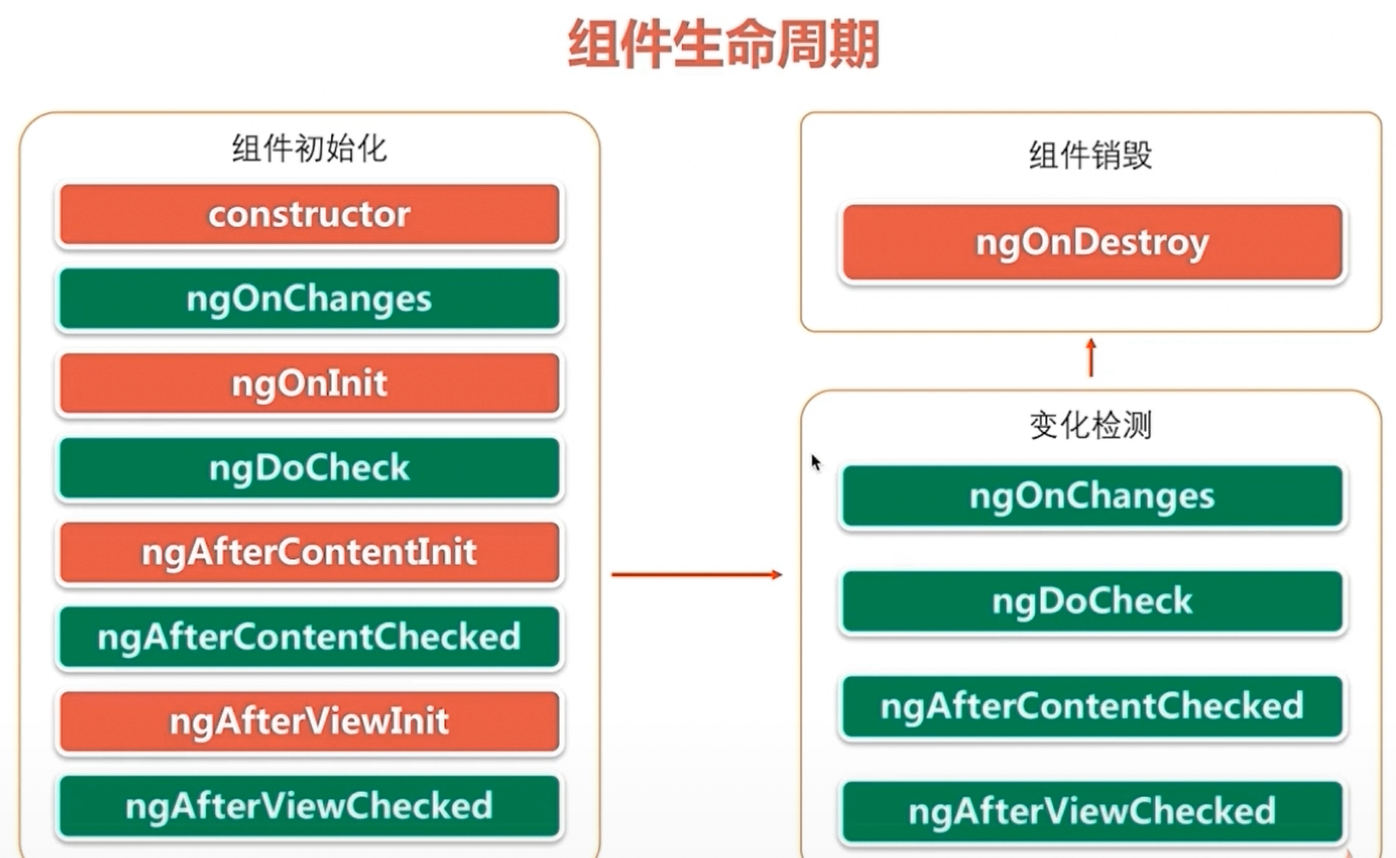 组件生命周期
组件初始化
constructor
ngOnChanges
ngOnInit
ngDoCheck
ngAfterContentInit
ngAfterContentChecked
ngAfterViewInit
ngAfterViewChecked
组件销毁
ngOnDestroy
变化检测
ngOnChanges
ngDoCheck
ngAfterContentChecked
ngAfterViewChecked